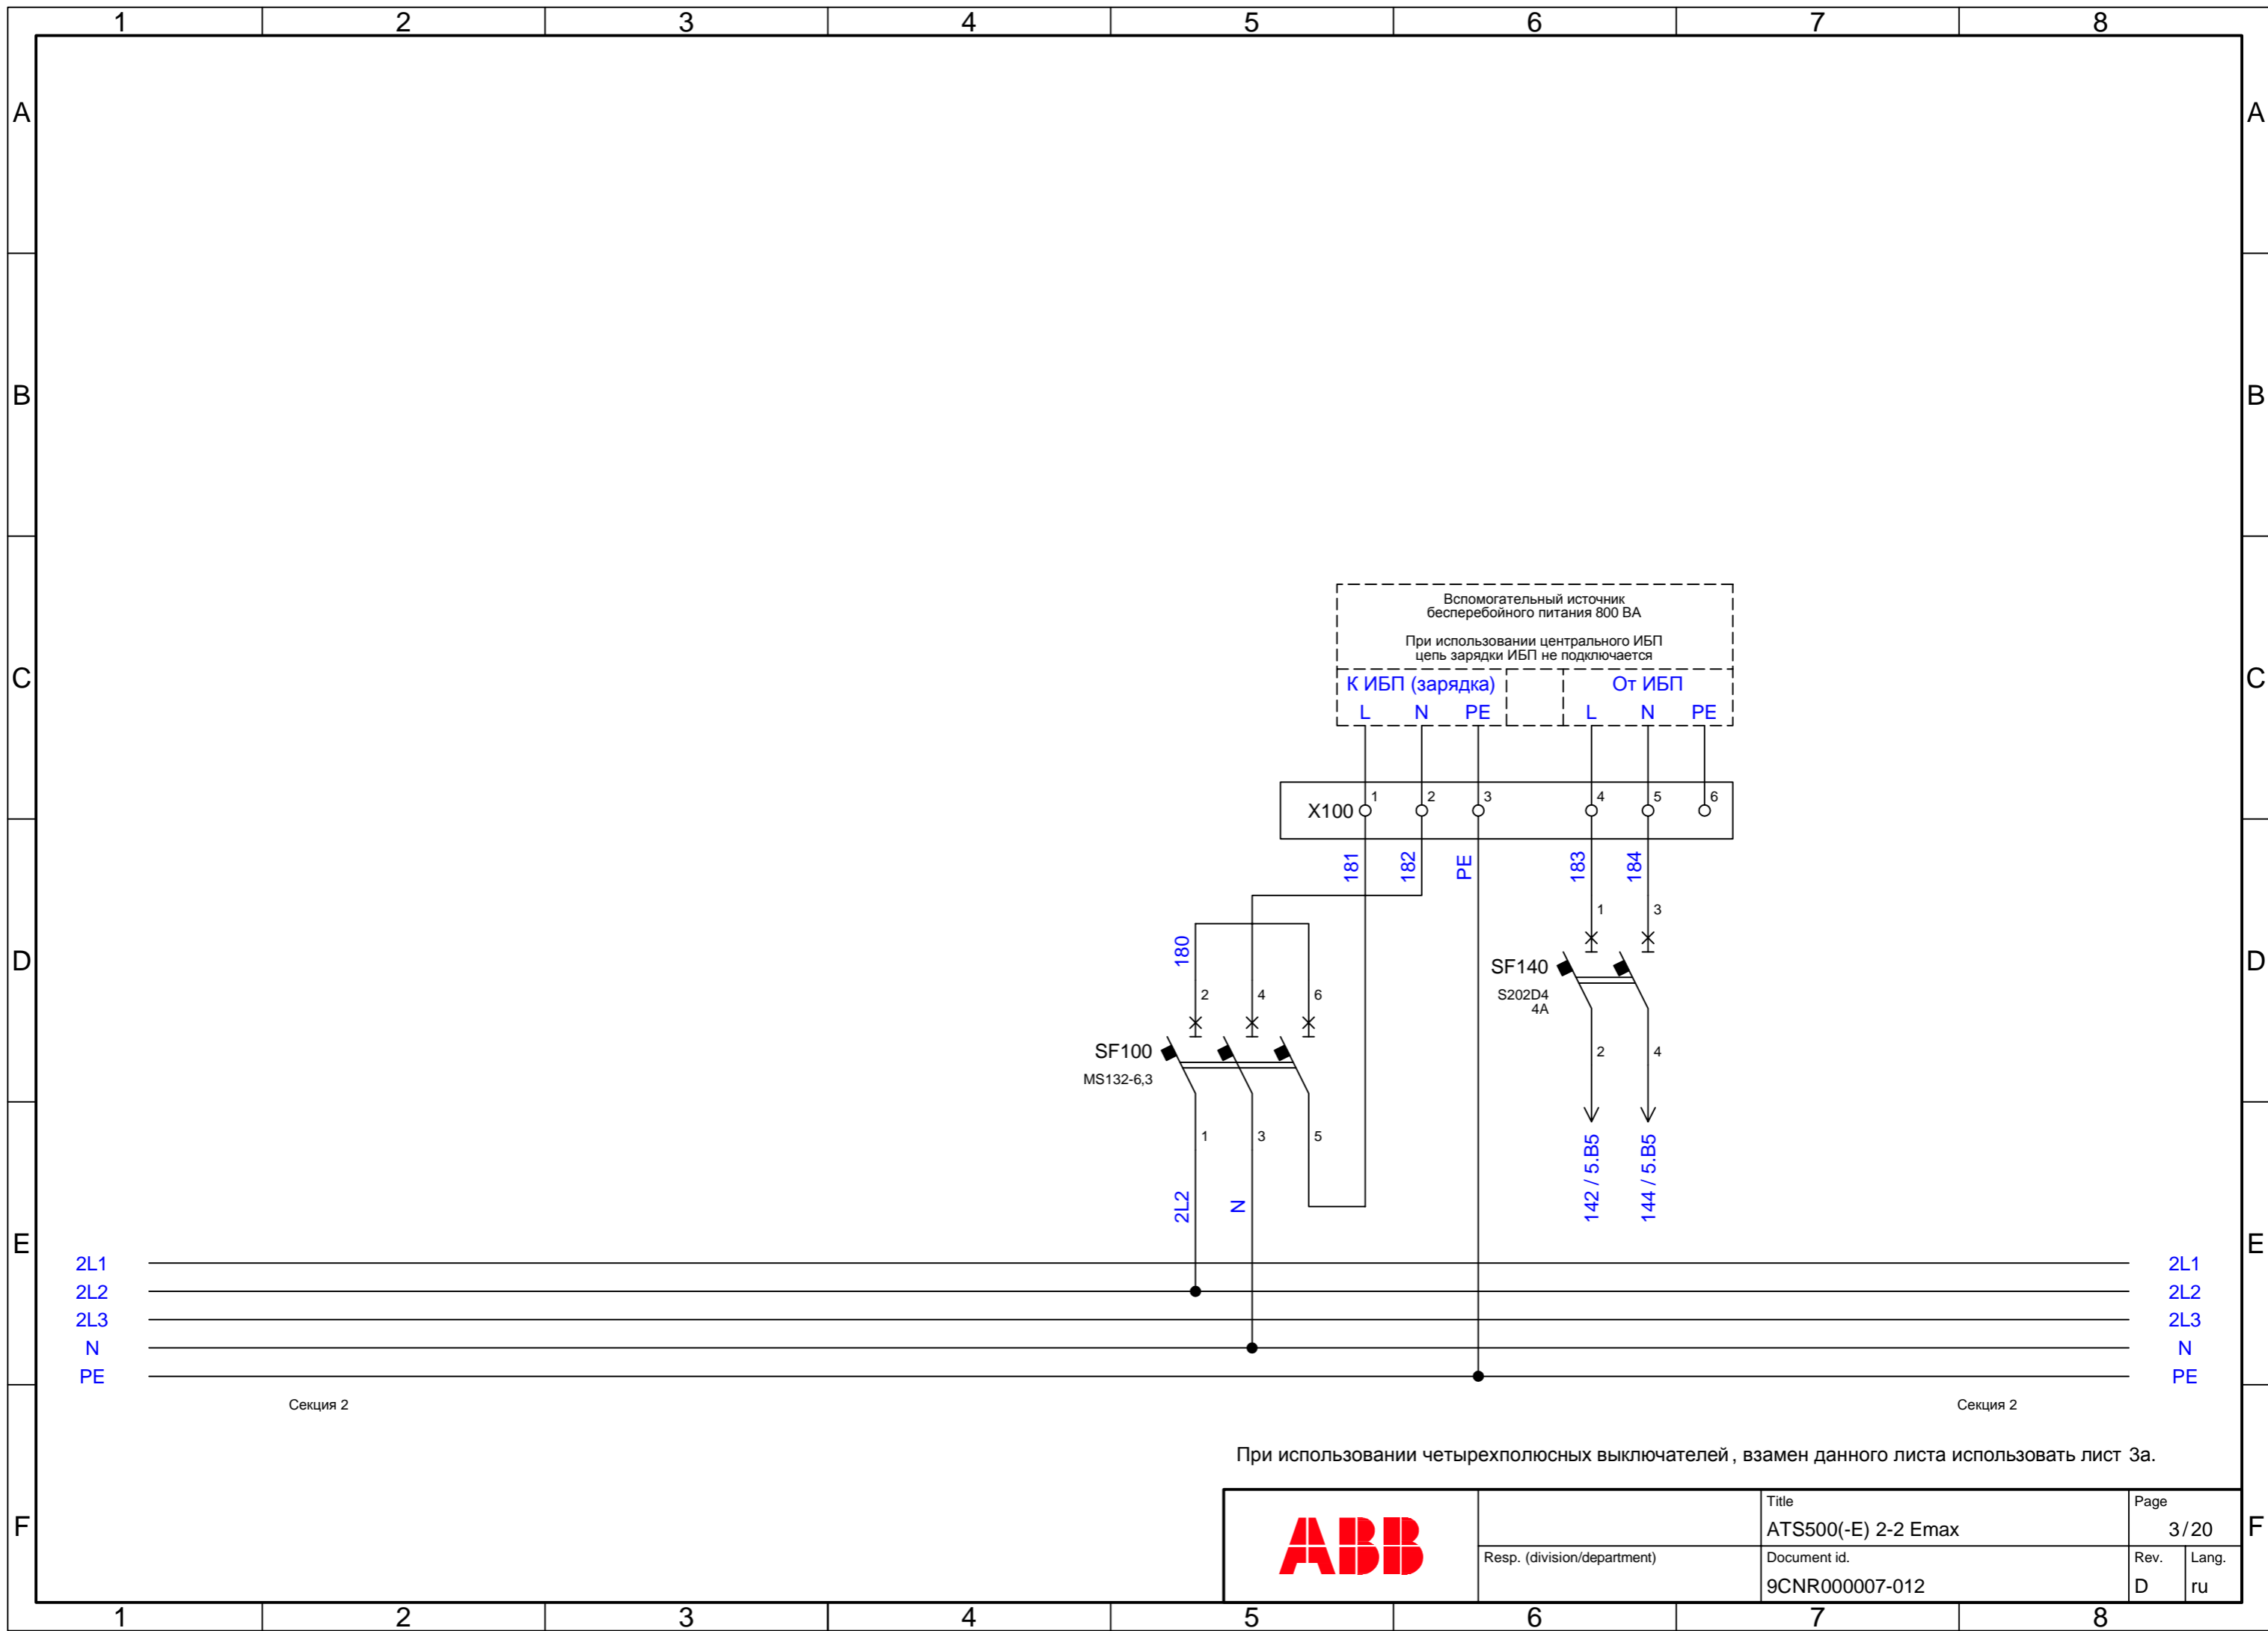 1 2 3 4 5 6 7 8
A A
B B
Вспомогательный источник
бесперебойного питания 800 ВА
При использовании центрального ИБП
цепь зарядки ИБП не подключается
C C
К ИБП (зарядка) От ИБП
L N PE L N PE
X100 1 2 3 4 5 6
181 182 PE 183 184
1 3
180
D D
SF140
S202D4
4A
2 4 6
SF100
MS132-6,3
2 4
1 3 5
142 / 5.B5 144 / 5.B5
2L2 N
E E
2L1 2L1
2L2 2L2
2L3 2L3
N N
PE PE
Секция 2 Секция 2
При использовании четырехполюсных выключателей, взамен данного листа использовать лист 3а.
F F
ABB
Title
ATS500(-E) 2-2 Emax
Page
3/20
Resp. (division/department)
Document id.
9CNR000007-012
Rev.
D
Lang.
ru
1 2 3 4 5 6 7 8